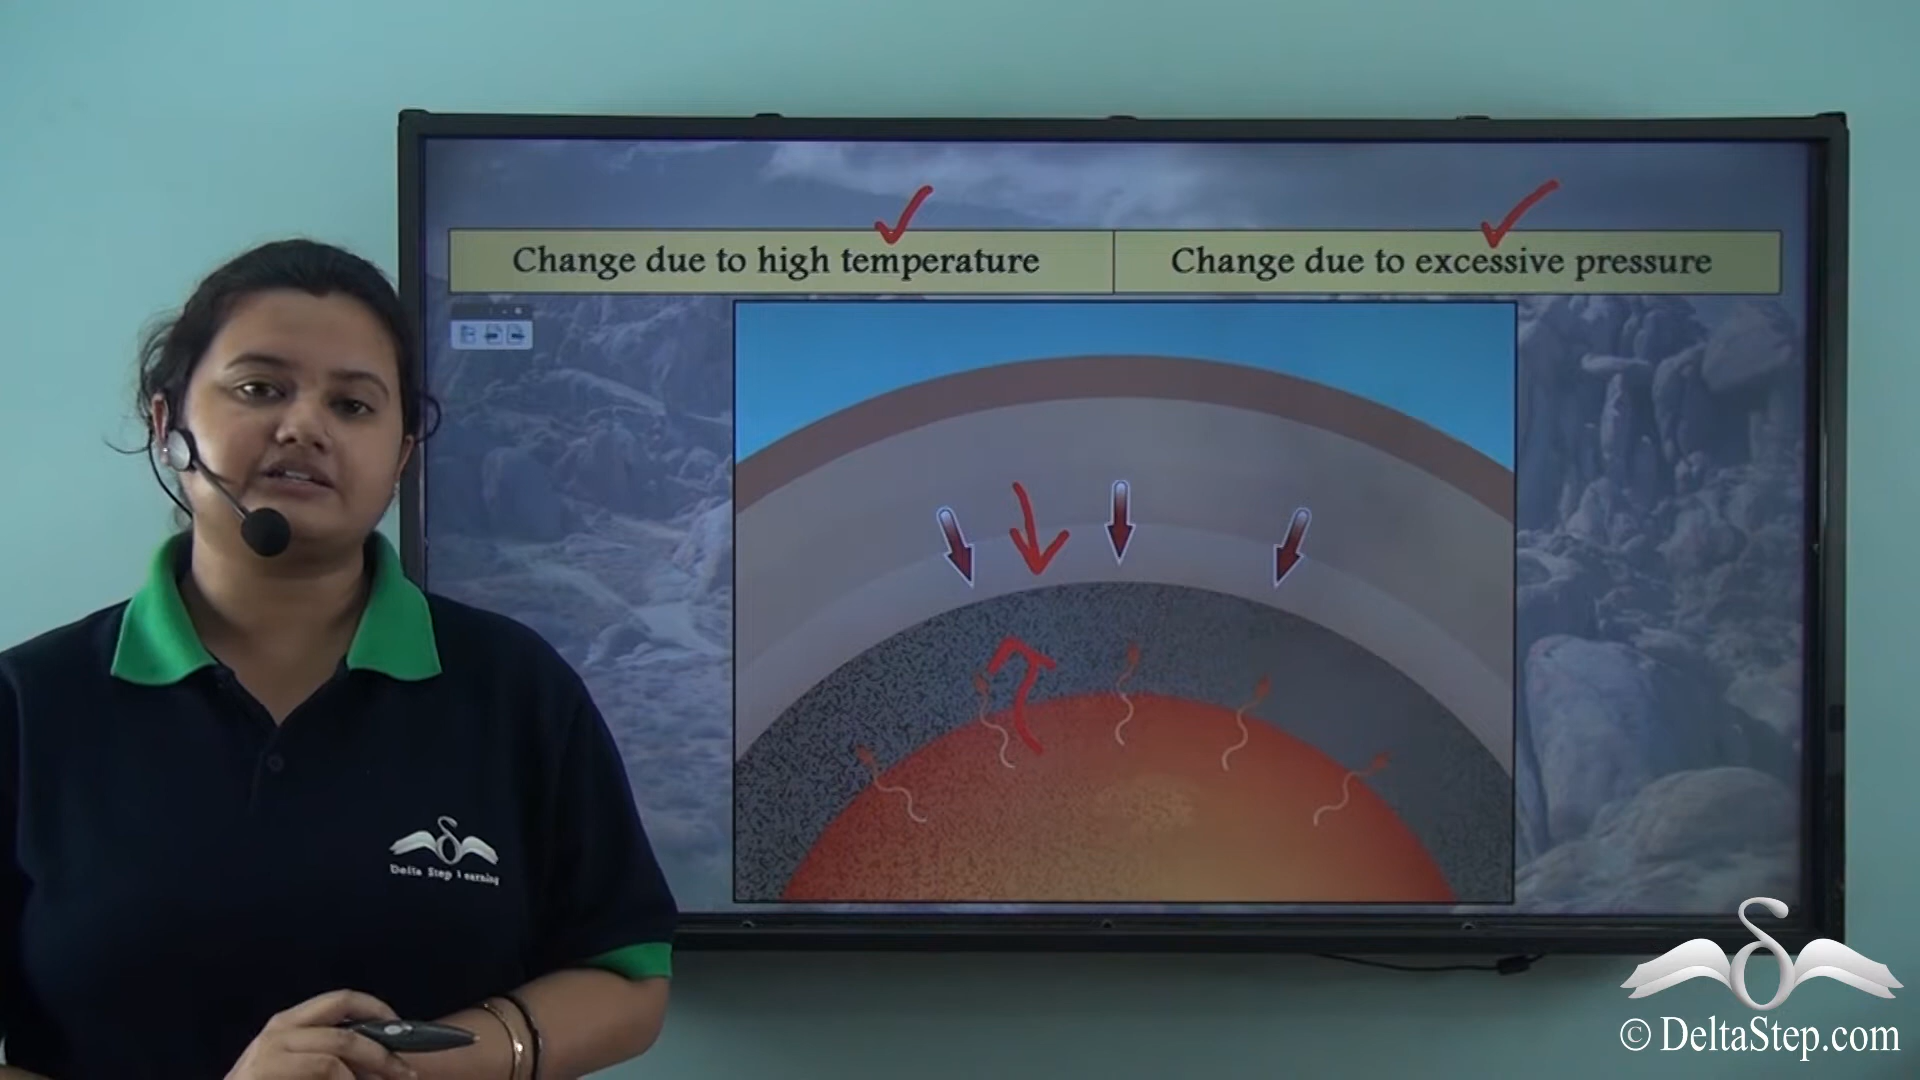 Change due to high temperature
Change due to excessive pressure
Delta Step Learning
© DeltaStep.com